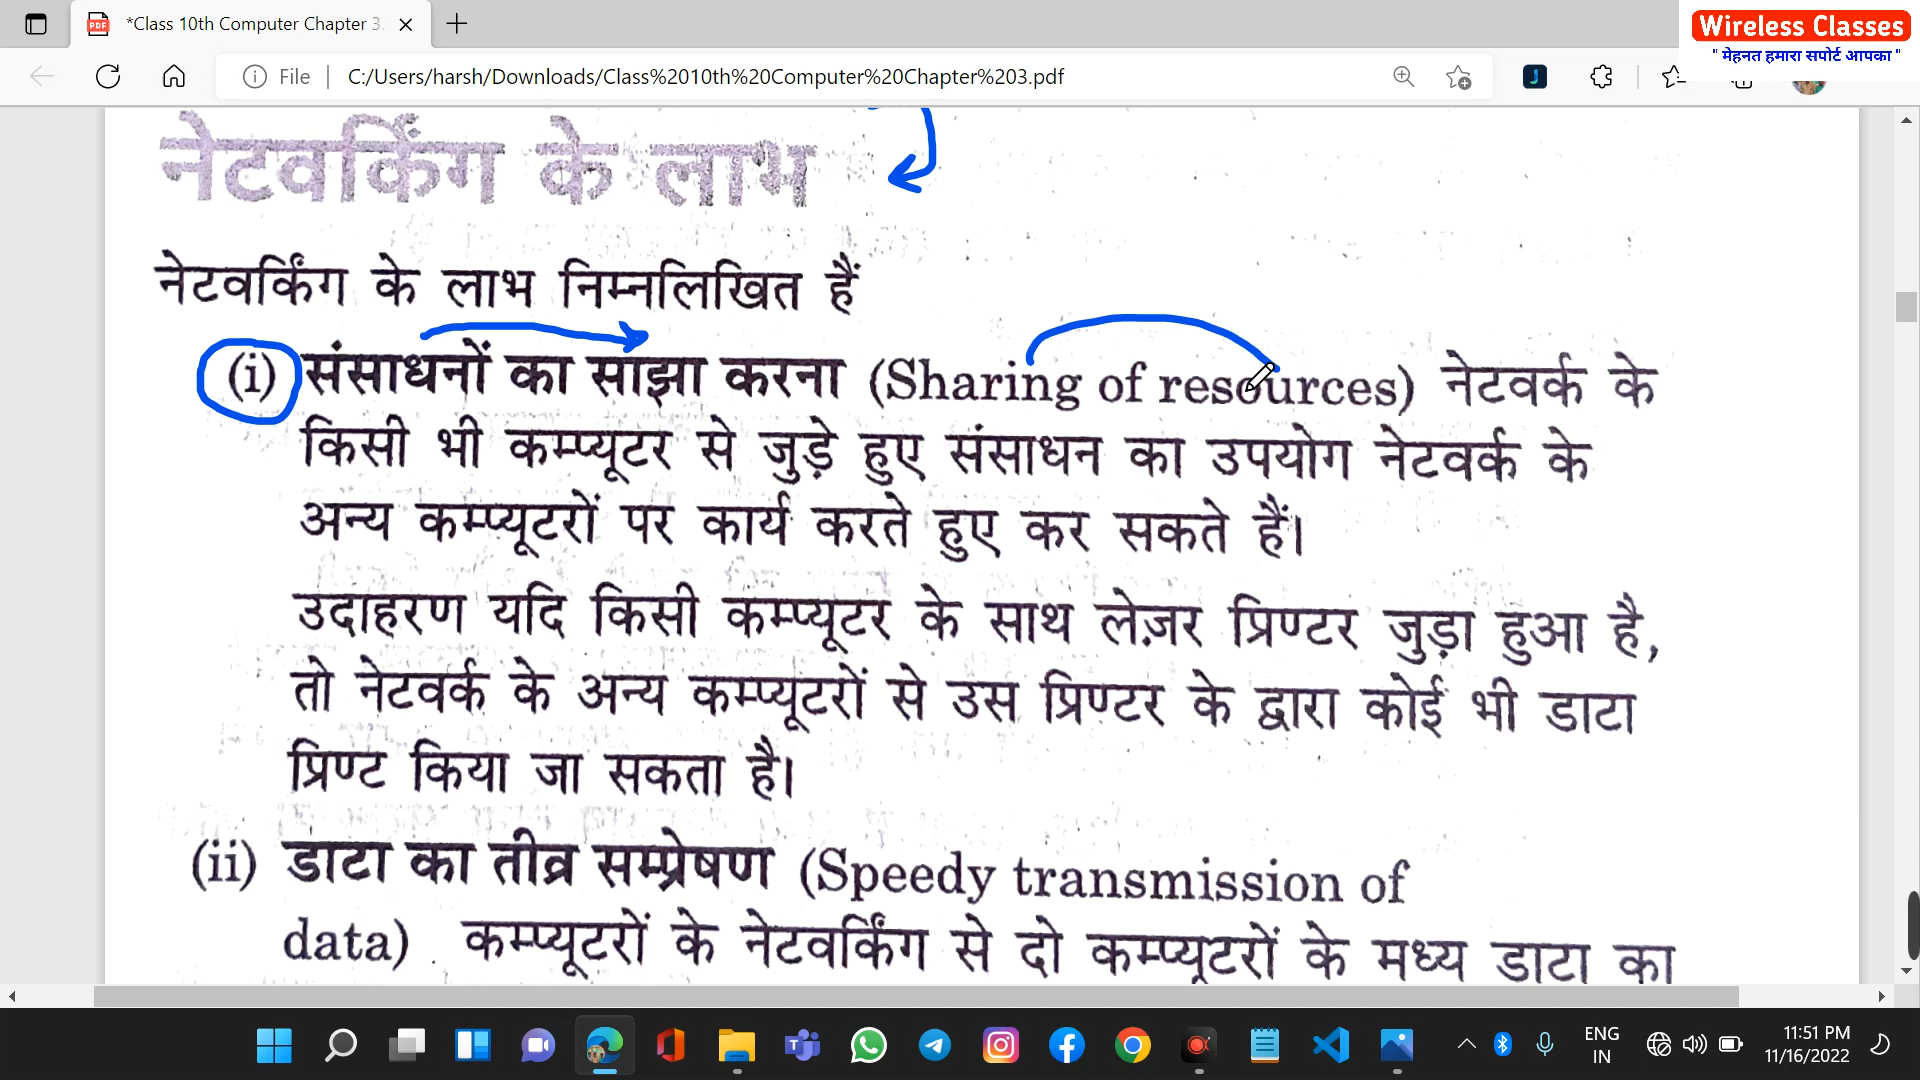 *Class 10th Computer Chapter 3.
Wireless Classes
" मेहनत हमारा सपोर्ट आपका "
File
C:/Users/harsh/Downloads/Class%2010th%20Computer%20Chapter%203.pdf
नेटवर्किंग के लाभ
नेटवर्किंग के लाभ निम्नलिखित हैं
(i) संसाधनों का साझा करना (Sharing of resources) नेटवर्क के
किसी भी कम्प्यूटर से जुड़े हुए संसाधन का उपयोग नेटवर्क के
अन्य कम्प्यूटरों पर कार्य करते हुए कर सकते हैं।
उदाहरण यदि किसी कम्प्यूटर के साथ लेज़र प्रिण्टर जुड़ा हुआ है,
तो नेटवर्क के अन्य कम्प्यूटरों से उस प्रिण्टर के द्वारा कोई भी डाटा
प्रिण्ट किया जा सकता है।
(ii) डाटा का तीव्र सम्प्रेषण (Speedy transmission of
data) कम्प्यूटरों के नेटवर्किंग से दो कम्प्यूटरों के मध्य डाटा का
ENG
IN
11:51 PM
11/16/2022